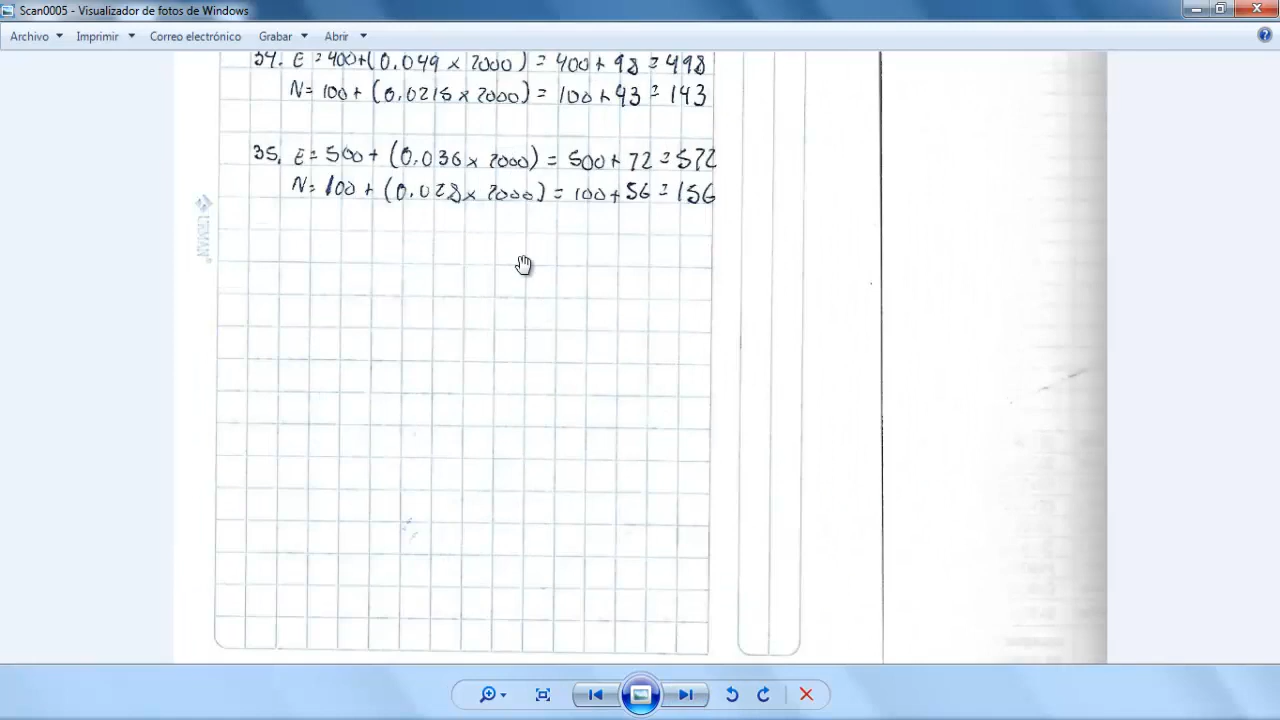 Scan0005 - Visualizador de fotos de Windows
Archivo Imprimir Correo electrónico Grabar Abrir
34. E = 400+(0.049 x 2000) = 400 + 98 = 498
N= 100+ (0.0215 x 2000) = 100 + 43 = 143
35. E = 500 + (0.036 x 2000) = 500 + 72 = 572
N= 100 + (0.028 x 2000) = 100 + 56 = 156
URMAN